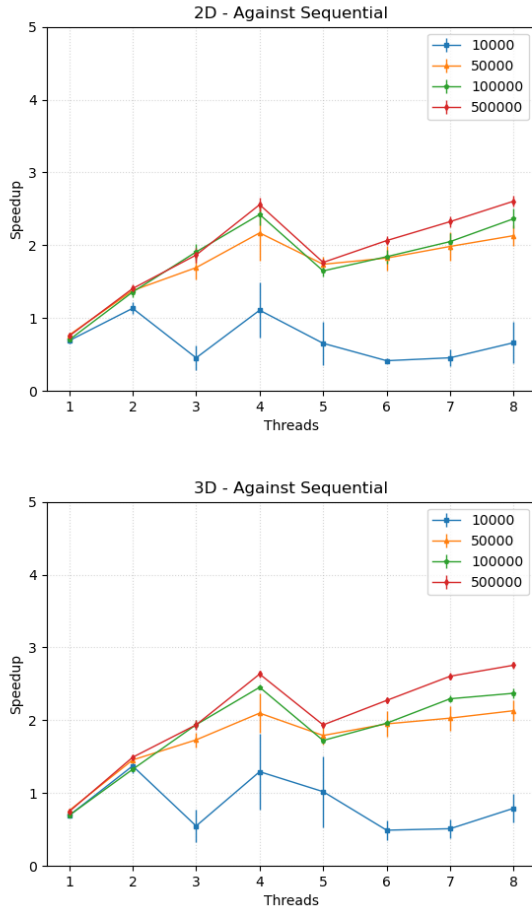 2D - Against Sequential
5
4
3
2
1
0
Speedup
10000
50000
100000
500000
1 2 3 4 5 6 7 8
Threads
3D - Against Sequential
5
4
3
2
1
0
Speedup
10000
50000
100000
500000
1 2 3 4 5 6 7 8
Threads